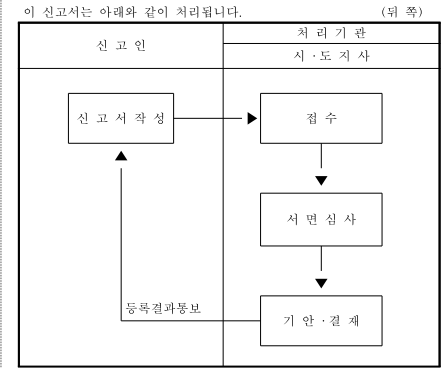 이 신고서는 아래와 같이 처리됩니다. (뒤 쪽)
신 고 인
처 리 기 관
시 · 도 지 사
신 고 서 작 성
접 수
서 면 심 사
등록결과통보
기 안 · 결 재